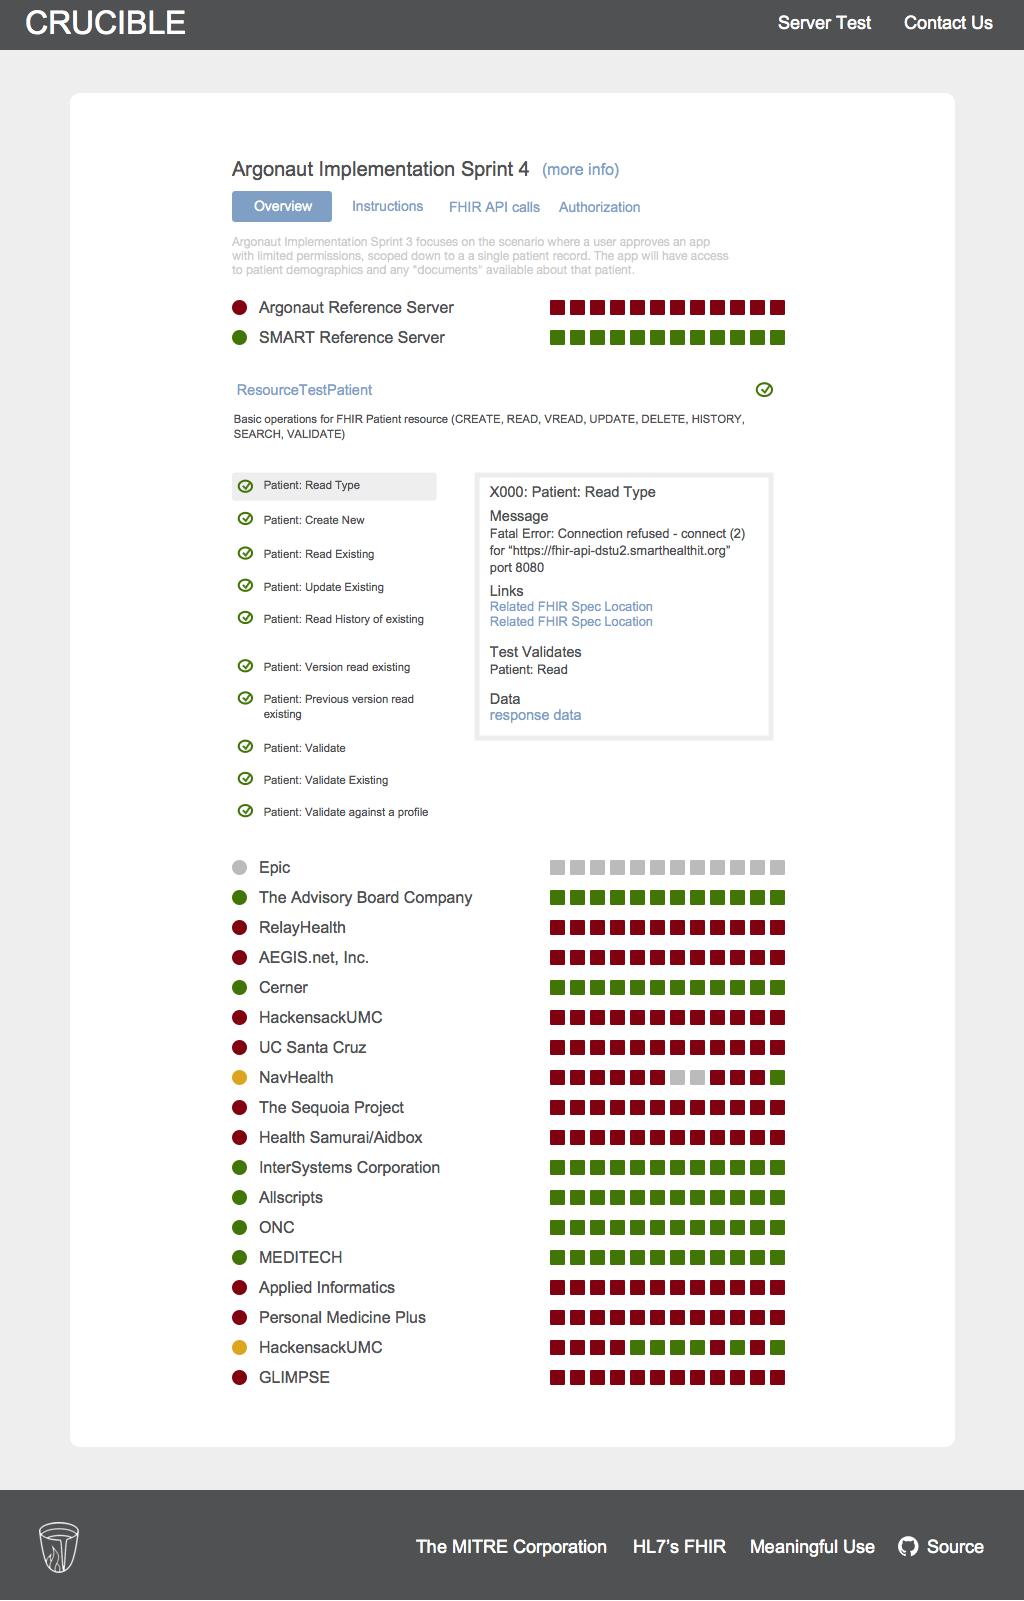 CRUCIBLE
Server Test
Contact Us
Argonaut Implementation Sprint 4 (more info)
Overview
Instructions
FHIR API calls
Authorization
Argonaut Implementation Sprint 3 focuses on the scenario where a user approves an app
with limited permissions, scoped down to a a single patient record. The app will have access
to patient demographics and any "documents" available about that patient.
Argonaut Reference Server
SMART Reference Server
ResourceTestPatient
Basic operations for FHIR Patient resource (CREATE, READ, VREAD, UPDATE, DELETE, HISTORY,
SEARCH, VALIDATE)
Patient: Read Type
Patient: Create New
Patient: Read Existing
Patient: Update Existing
Patient: Read History of existing
Patient: Version read existing
Patient: Previous version read
existing
Patient: Validate
Patient: Validate Existing
Patient: Validate against a profile
X000: Patient: Read Type
Message
Fatal Error: Connection refused - connect (2)
for “https://fhir-api-dstu2.smarthealthit.org”
port 8080
Links
Related FHIR Spec Location
Related FHIR Spec Location
Test Validates
Patient: Read
Data
response data
Epic
The Advisory Board Company
RelayHealth
AEGIS.net, Inc.
Cerner
HackensackUMC
UC Santa Cruz
NavHealth
The Sequoia Project
Health Samurai/Aidbox
InterSystems Corporation
Allscripts
ONC
MEDITECH
Applied Informatics
Personal Medicine Plus
HackensackUMC
GLIMPSE
The MITRE Corporation
HL7’s FHIR
Meaningful Use
Source